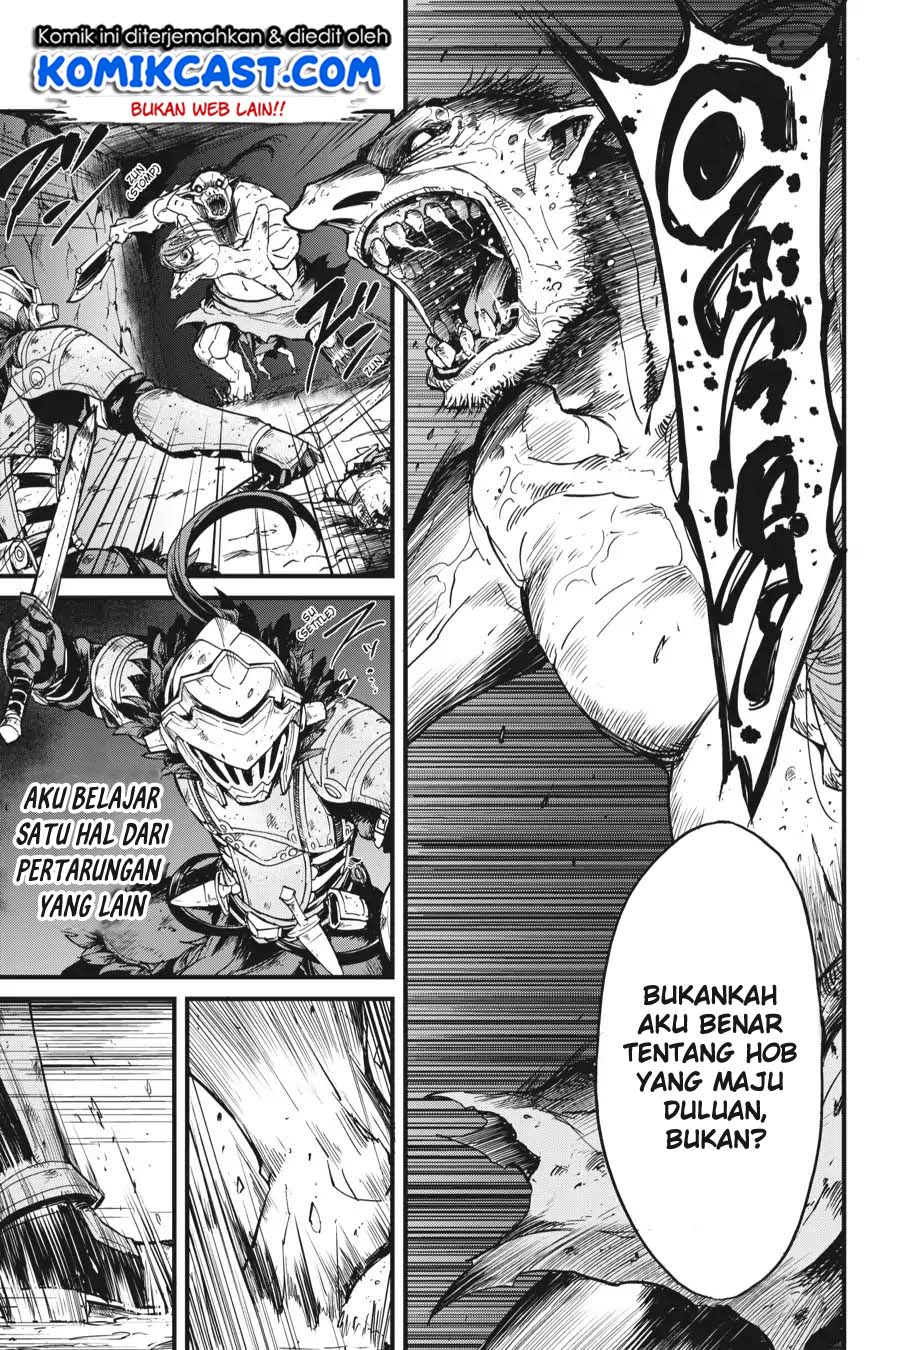 Komik ini diterjemahkan & diedit oleh
KOMIKCAST.COM
BUKAN WEB LAIN!!
BUKANKAH
AKU BENAR
TENTANG HOB
YANG MAJU
DULUAN,
BUKAN?
ZUN
(STOMP)
ZUN
SU
(SETTLE)
AKU BELAJAR
SATU HAL DARI
PERTARUNGAN
YANG LAIN